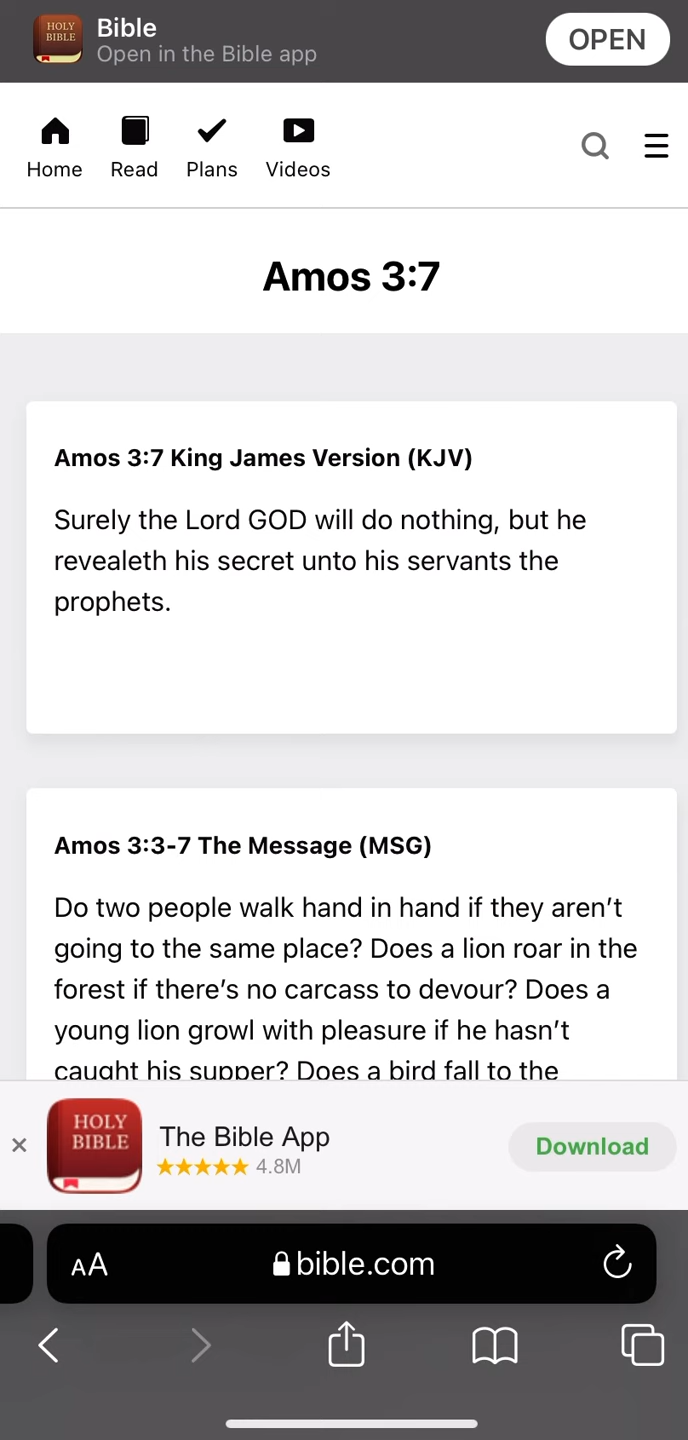 HOLY
BIBLE
Bible
Open in the Bible app
OPEN
Home
Read
Plans
Videos
Amos 3:7
Amos 3:7 King James Version (KJV)
Surely the Lord GOD will do nothing, but he
revealeth his secret unto his servants the
prophets.
Amos 3:3-7 The Message (MSG)
Do two people walk hand in hand if they aren’t
going to the same place? Does a lion roar in the
forest if there’s no carcass to devour? Does a
young lion growl with pleasure if he hasn’t
caught his supper? Does a bird fall to the
HOLY
BIBLE
The Bible App
4.8M
Download
AA
bible.com